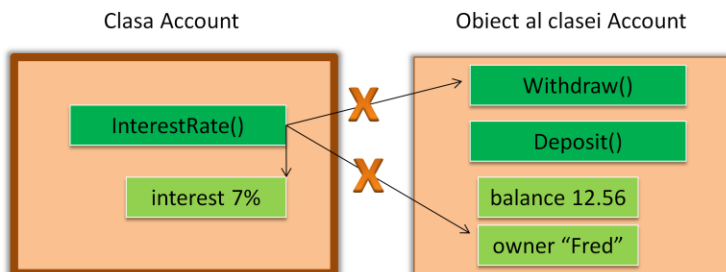 Clasa Account
Obiect al clasei Account
InterestRate()
interest 7%
X
X
Withdraw()
Deposit()
balance 12.56
owner “Fred”